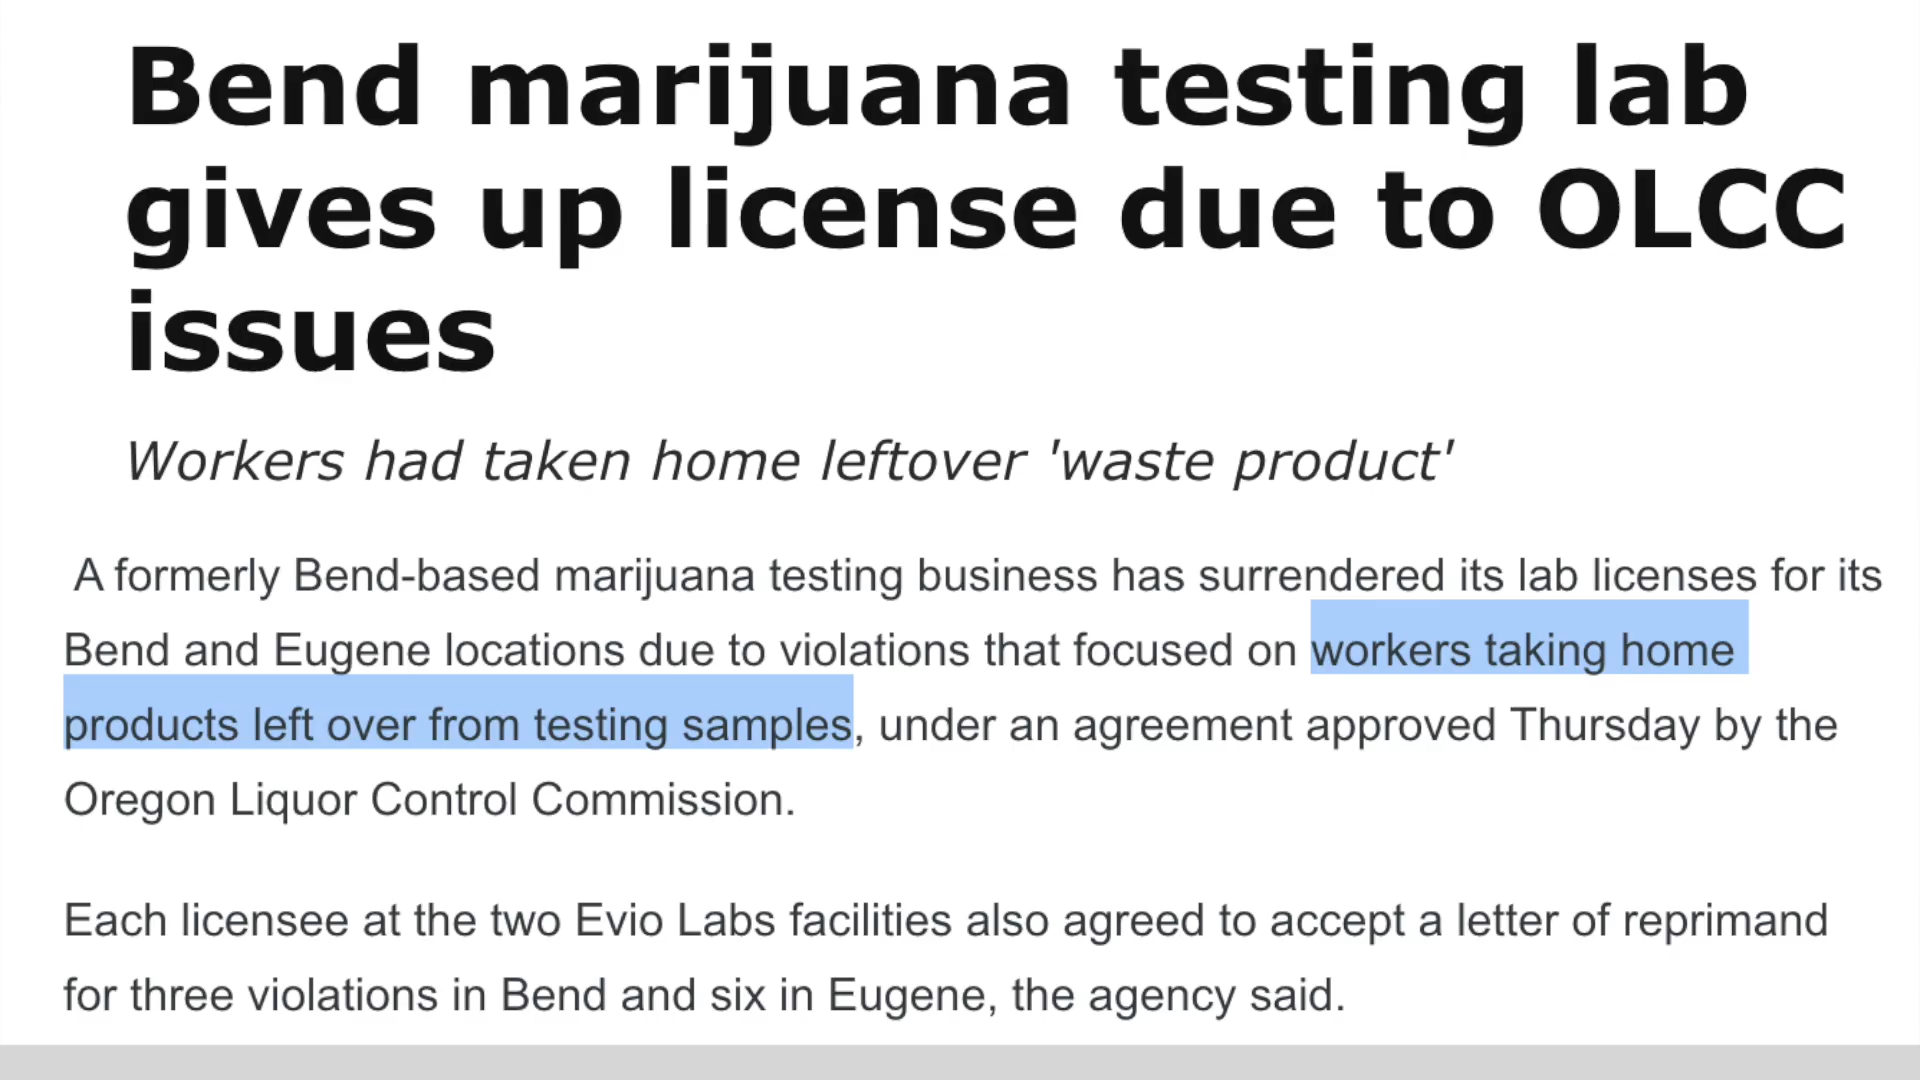 Bend marijuana testing lab
gives up license due to OLCC
issues
Workers had taken home leftover 'waste product'
A formerly Bend-based marijuana testing business has surrendered its lab licenses for its
Bend and Eugene locations due to violations that focused on workers taking home
products left over from testing samples, under an agreement approved Thursday by the
Oregon Liquor Control Commission.
Each licensee at the two Evio Labs facilities also agreed to accept a letter of reprimand
for three violations in Bend and six in Eugene, the agency said.